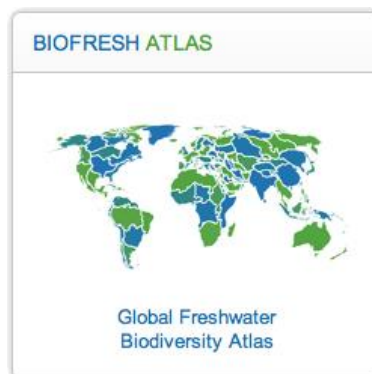 BIOFRESH ATLAS
Global Freshwater
Biodiversity Atlas